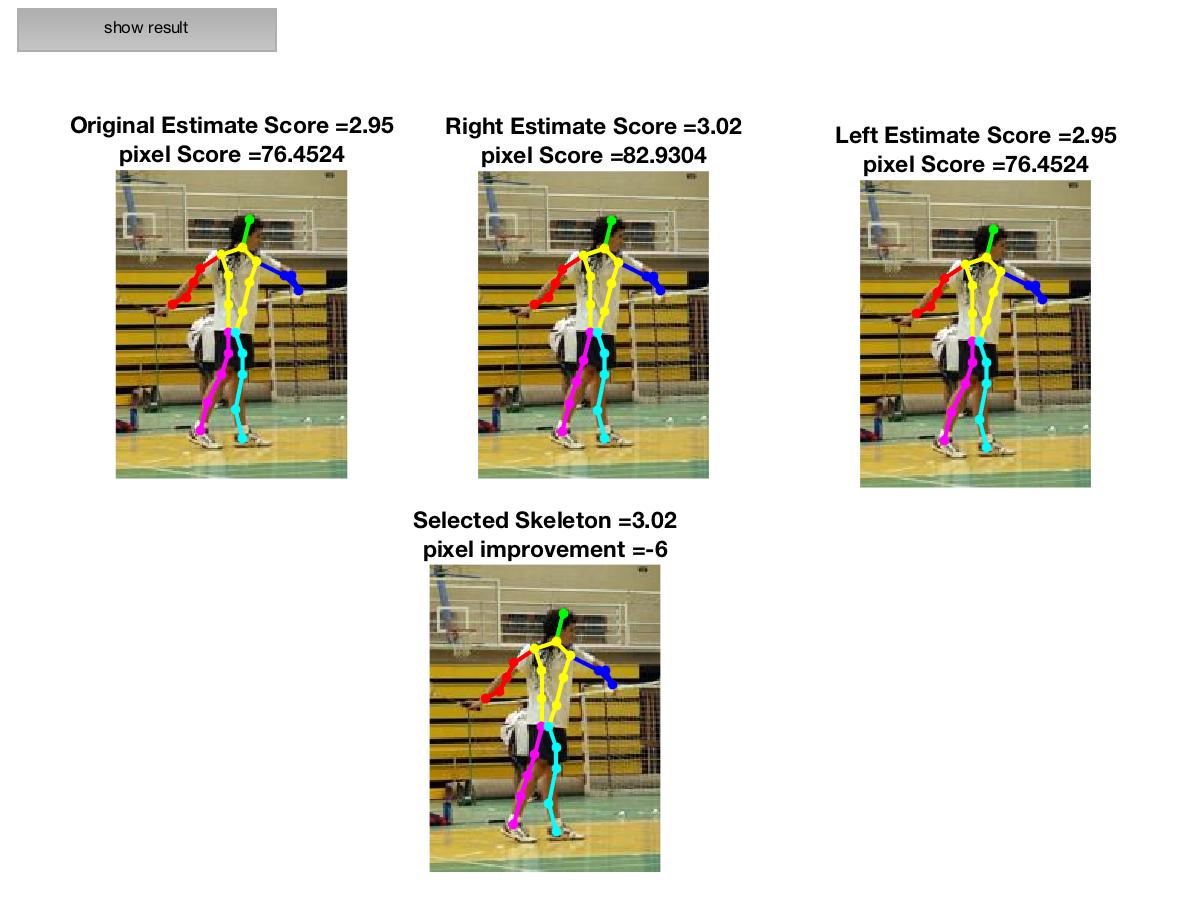 show result
Original Estimate Score =2.95
pixel Score =76.4524
Right Estimate Score =3.02
pixel Score =82.9304
Left Estimate Score =2.95
pixel Score =76.4524
Selected Skeleton =3.02
pixel improvement =-6